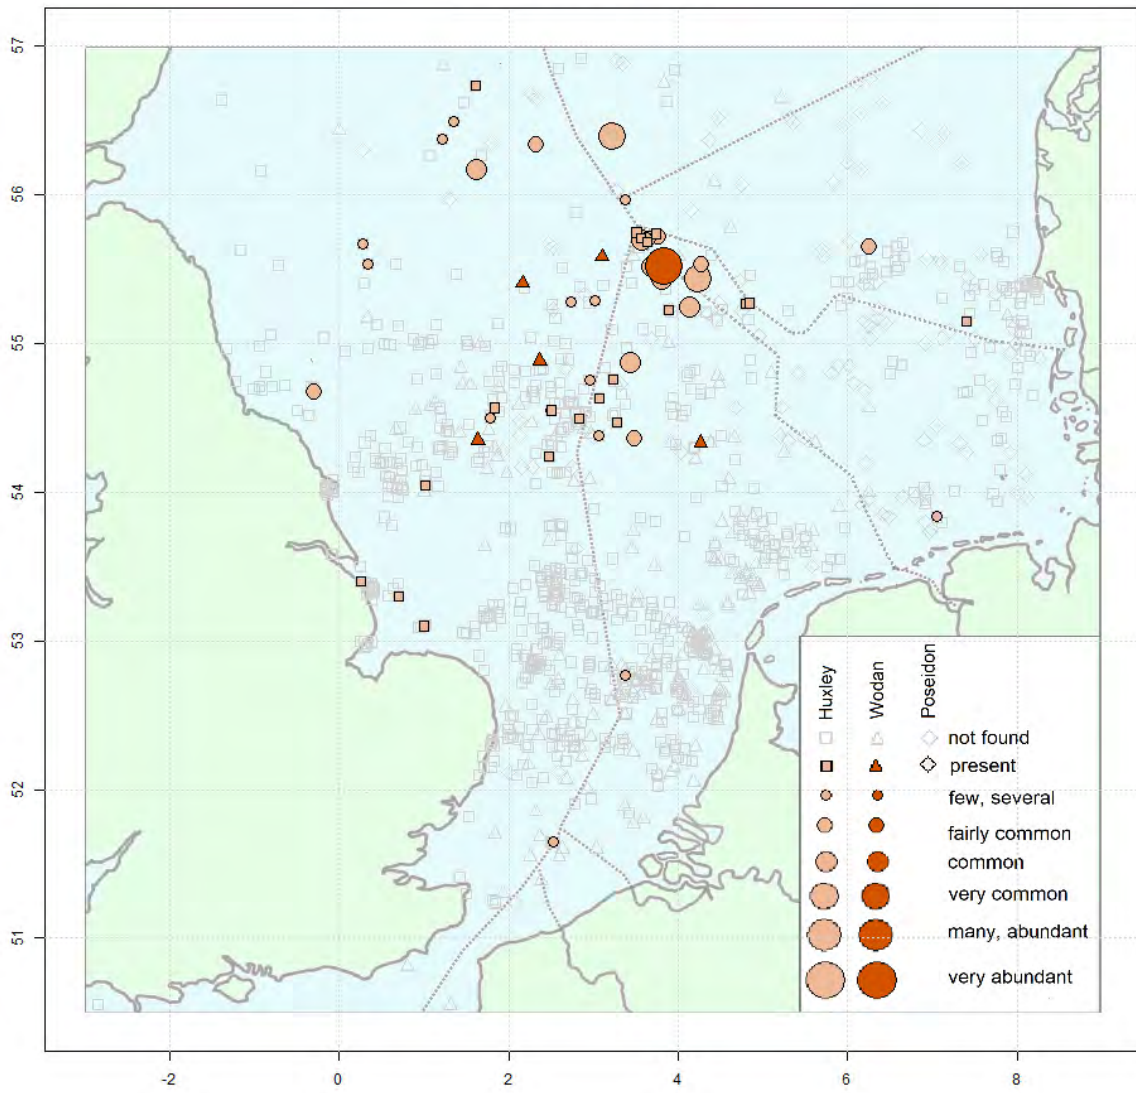 57
56
55
54
53
52
51
Huxley
Wodan
Poseidon
not found
present
few, several
fairly common
common
very common
many, abundant
very abundant
-2 0 2 4 6 8